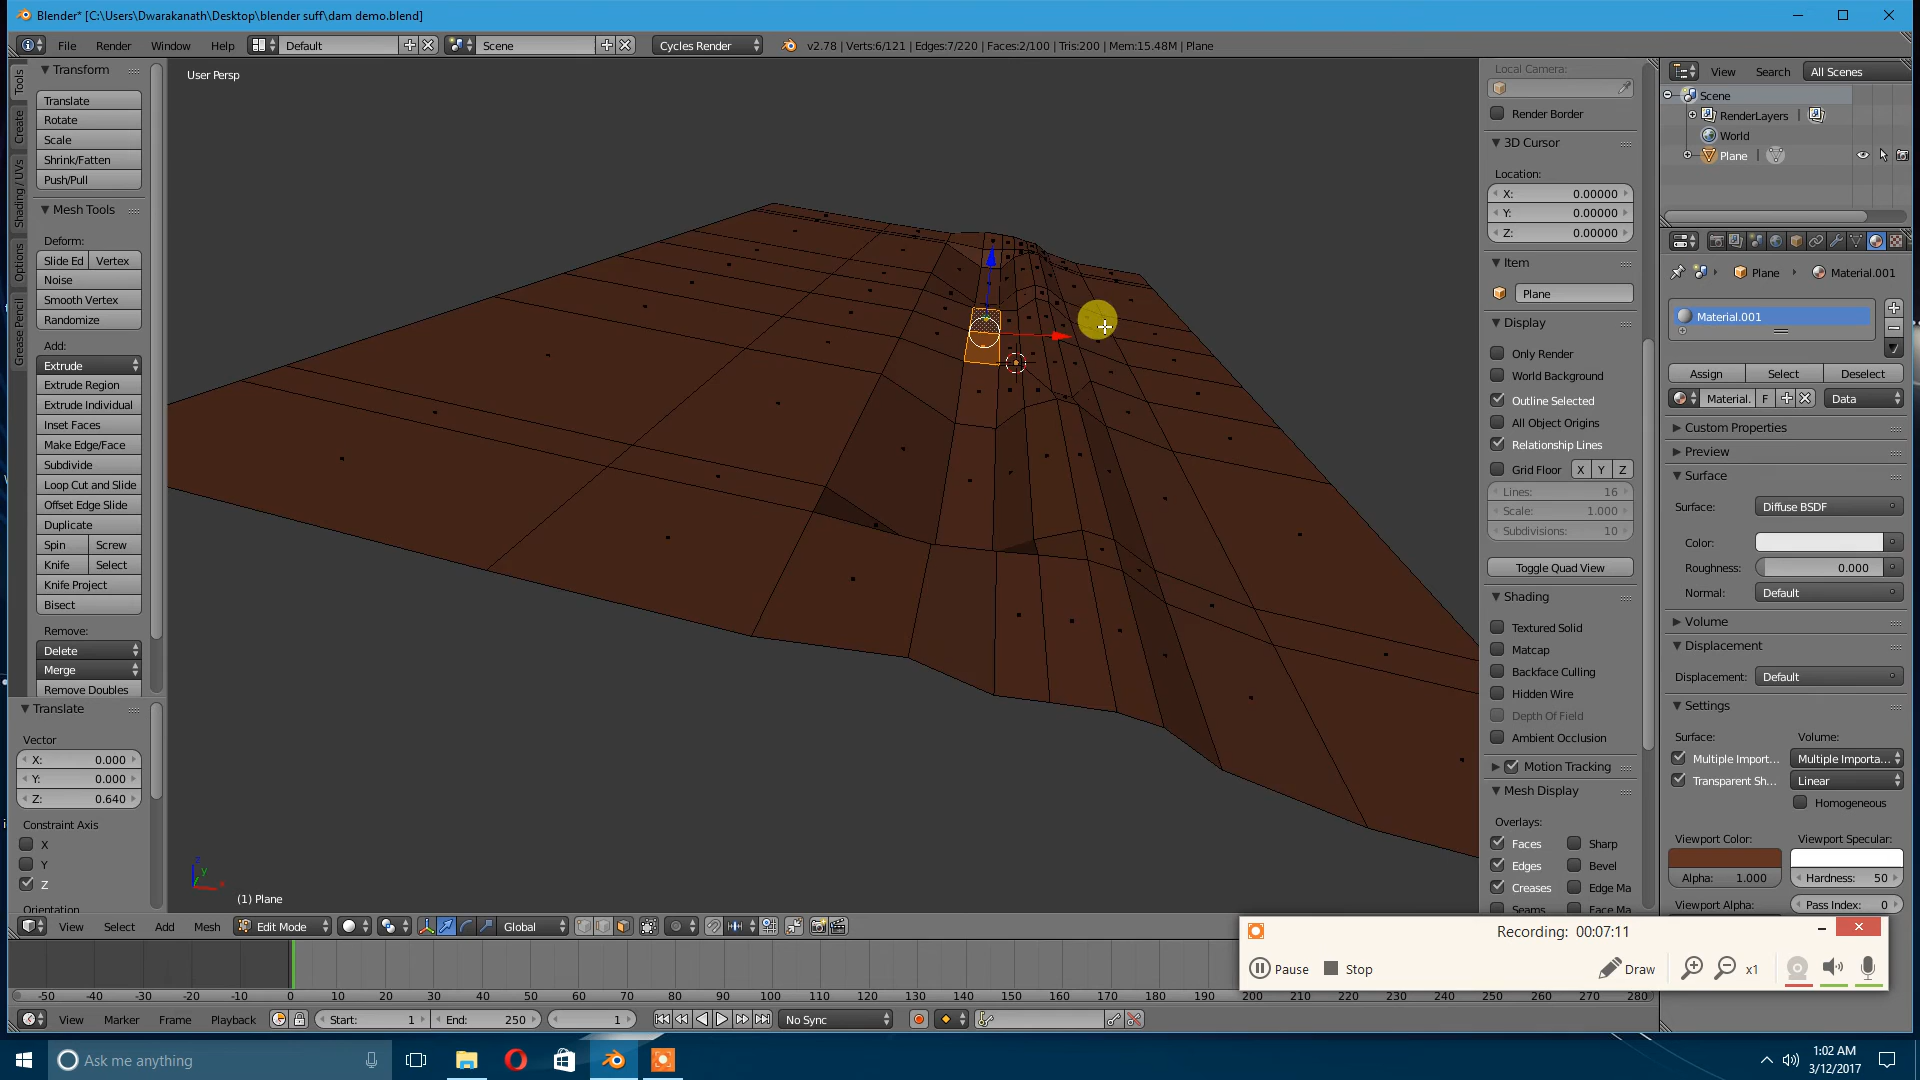 Blender* [C:\Users\Dwarakanath\Desktop\blender suff\dam demo.blend]
File Render Window Help Default Scene Cycles Render v2.78 | Verts:6/121 | Edges:7/220 | Faces:2/100 | Tris:200 | Mem:15.48M | Plane
Tools
Create
Shading / UVs
Options
Grease Pencil
Transform
Translate
Rotate
Scale
Shrink/Fatten
Push/Pull
Mesh Tools
Deform:
Slide Ed Vertex
Noise
Smooth Vertex
Randomize
Add:
Extrude
Extrude Region
Extrude Individual
Inset Faces
Make Edge/Face
Subdivide
Loop Cut and Slide
Offset Edge Slide
Duplicate
Spin Screw
Knife Select
Knife Project
Bisect
Remove:
Delete
Merge
Remove Doubles
Translate
Vector
X: 0.000
Y: 0.000
Z: 0.640
Constraint Axis
X
Y
Z
Orientation
User Persp
z
y
x
(1) Plane
Local Camera:
Render Border
3D Cursor
Location:
X: 0.00000
Y: 0.00000
Z: 0.00000
Item
Plane
Display
Only Render
World Background
Outline Selected
All Object Origins
Relationship Lines
Grid Floor X Y Z
Lines: 16
Scale: 1.000
Subdivisions: 10
Toggle Quad View
Shading
Textured Solid
Matcap
Backface Culling
Hidden Wire
Depth Of Field
Ambient Occlusion
Motion Tracking
Mesh Display
Overlays:
Faces Sharp
Edges Bevel
Creases Edge Ma
Seams Face Ma
View Search All Scenes
Scene
RenderLayers
World
Plane
Plane Material.001
Material.001
Assign Select Deselect
Material. F Data
Custom Properties
Preview
Surface
Surface: Diffuse BSDF
Color:
Roughness: 0.000
Normal: Default
Volume
Displacement
Displacement: Default
Settings
Surface: Volume:
Multiple Import... Multiple Importa...
Transparent Sh... Linear
Homogeneous
Viewport Color: Viewport Specular:
Alpha: 1.000 Hardness: 50
Viewport Alpha: Pass Index: 0
View Select Add Mesh Edit Mode Global
Recording: 00:07:11
Pause Stop Draw x1
-50 -40 -30 -20 -10 0 10 20 30 40 50 60 70 80 90 100 110 120 130 140 150 160 170 180 190 200 210 220 230 240 250 260 270 280
View Marker Frame Playback Start: 1 End: 250 1 No Sync
Ask me anything
1:02 AM
3/12/2017